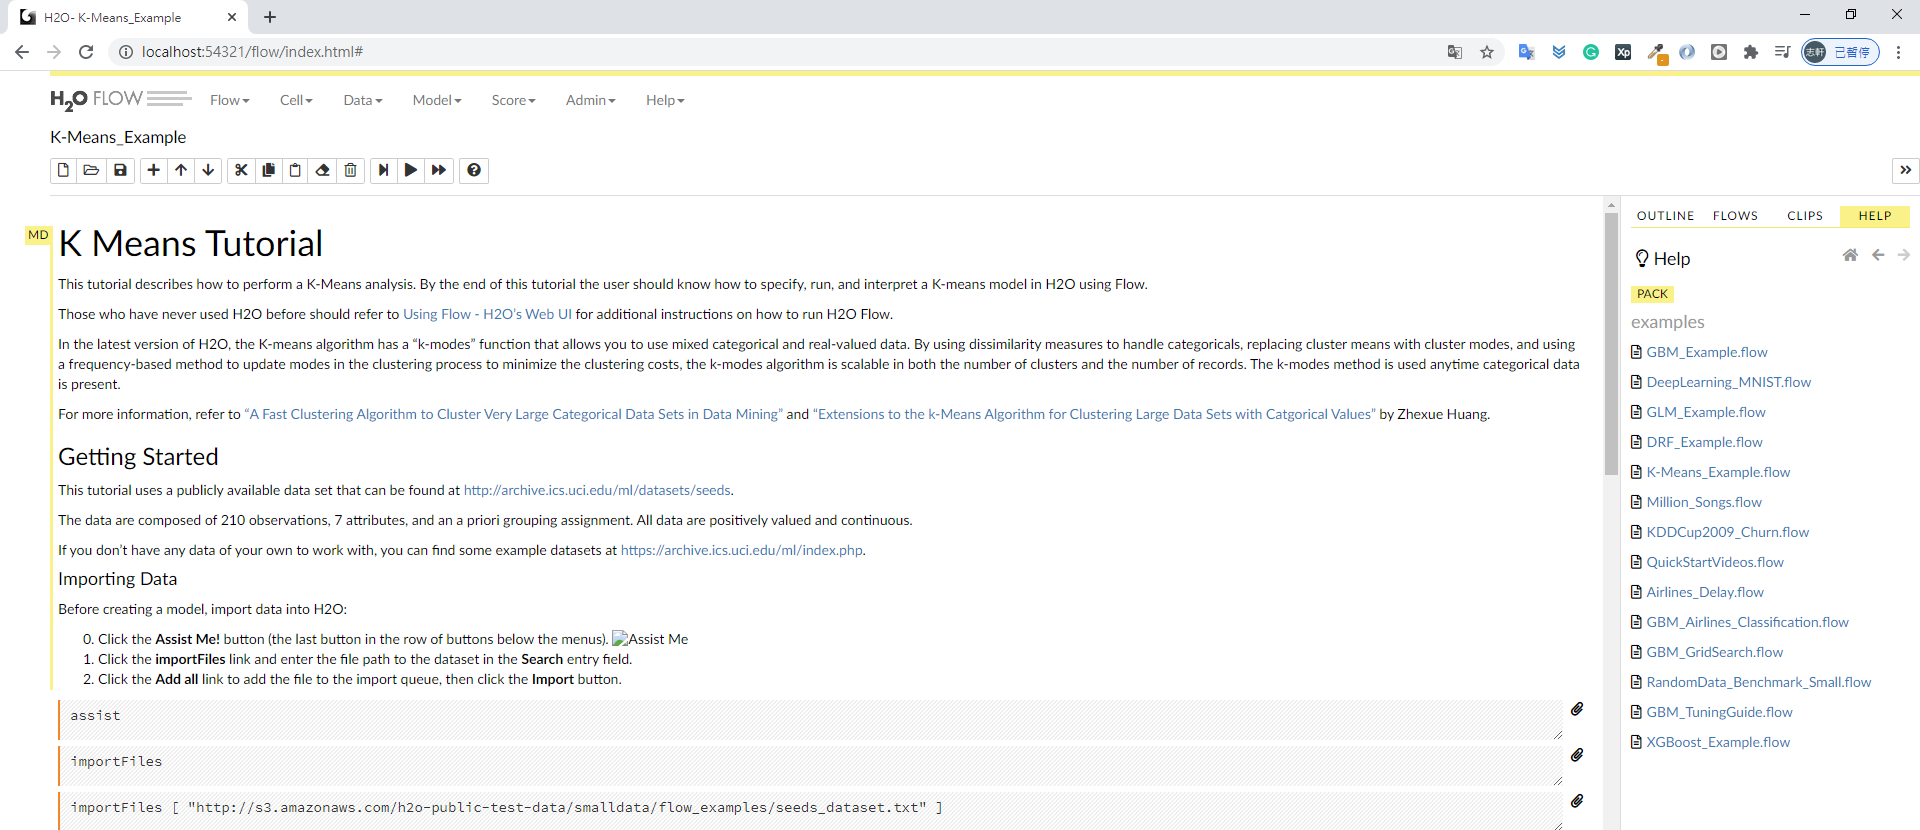 H2O- K-Means_Example
localhost:54321/flow/index.html#
Xp
志軒 已暫停
H2O FLOW Flow Cell Data Model Score Admin Help
K-Means_Example
OUTLINE FLOWS CLIPS HELP
MD
K Means Tutorial
This tutorial describes how to perform a K-Means analysis. By the end of this tutorial the user should know how to specify, run, and interpret a K-means model in H2O using Flow.
Those who have never used H2O before should refer to Using Flow - H2O’s Web UI for additional instructions on how to run H2O Flow.
In the latest version of H2O, the K-means algorithm has a “k-modes” function that allows you to use mixed categorical and real-valued data. By using dissimilarity measures to handle categoricals, replacing cluster means with cluster modes, and using
a frequency-based method to update modes in the clustering process to minimize the clustering costs, the k-modes algorithm is scalable in both the number of clusters and the number of records. The k-modes method is used anytime categorical data
is present.
For more information, refer to “A Fast Clustering Algorithm to Cluster Very Large Categorical Data Sets in Data Mining” and “Extensions to the k-Means Algorithm for Clustering Large Data Sets with Catgorical Values” by Zhexue Huang.
Getting Started
This tutorial uses a publicly available data set that can be found at http://archive.ics.uci.edu/ml/datasets/seeds.
The data are composed of 210 observations, 7 attributes, and an a priori grouping assignment. All data are positively valued and continuous.
If you don’t have any data of your own to work with, you can find some example datasets at https://archive.ics.uci.edu/ml/index.php.
Importing Data
Before creating a model, import data into H2O:
0. Click the Assist Me! button (the last button in the row of buttons below the menus). Assist Me
1. Click the importFiles link and enter the file path to the dataset in the Search entry field.
2. Click the Add all link to add the file to the import queue, then click the Import button.
assist
importFiles
importFiles [ "http://s3.amazonaws.com/h2o-public-test-data/smalldata/flow_examples/seeds_dataset.txt" ]
Help
PACK
examples
GBM_Example.flow
DeepLearning_MNIST.flow
GLM_Example.flow
DRF_Example.flow
K-Means_Example.flow
Million_Songs.flow
KDDCup2009_Churn.flow
QuickStartVideos.flow
Airlines_Delay.flow
GBM_Airlines_Classification.flow
GBM_GridSearch.flow
RandomData_Benchmark_Small.flow
GBM_TuningGuide.flow
XGBoost_Example.flow